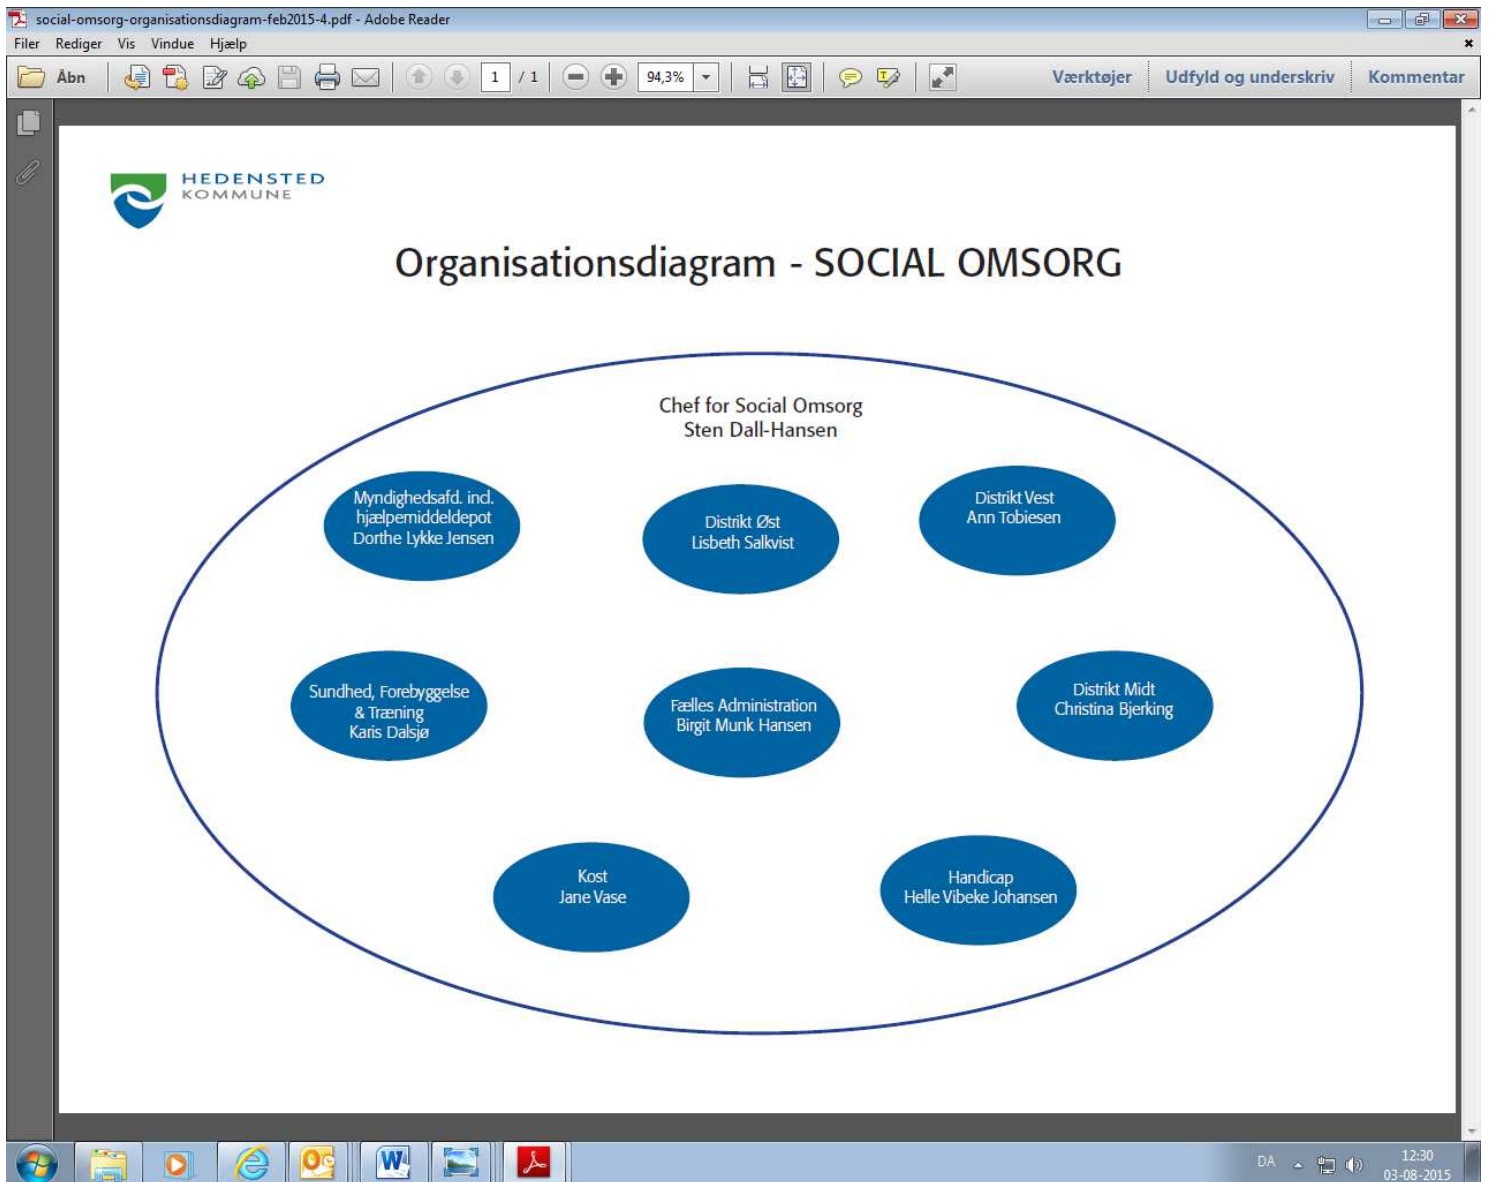 social-omsorg-organisationsdiagram-feb2015-4.pdf - Adobe Reader
Filer Rediger Vis Vindue Hjælp
Åbn 1 / 1 94,3% Værktøjer Udfyld og underskriv Kommentar
HEDENSTED
KOMMUNE
Organisationsdiagram - SOCIAL OMSORG
Chef for Social Omsorg
Sten Dall-Hansen
Myndighedsafd. incl.
hjælpemiddeldepot
Dorthe Lykke Jensen
Distrikt Øst
Lisbeth Salkvist
Distrikt Vest
Ann Tobiesen
Sundhed, Forebyggelse
& Træning
Karis Dalsjø
Fælles Administration
Birgit Munk Hansen
Distrikt Midt
Christina Bjerking
Kost
Jane Vase
Handicap
Helle Vibeke Johansen
DA
12:30
03-08-2015